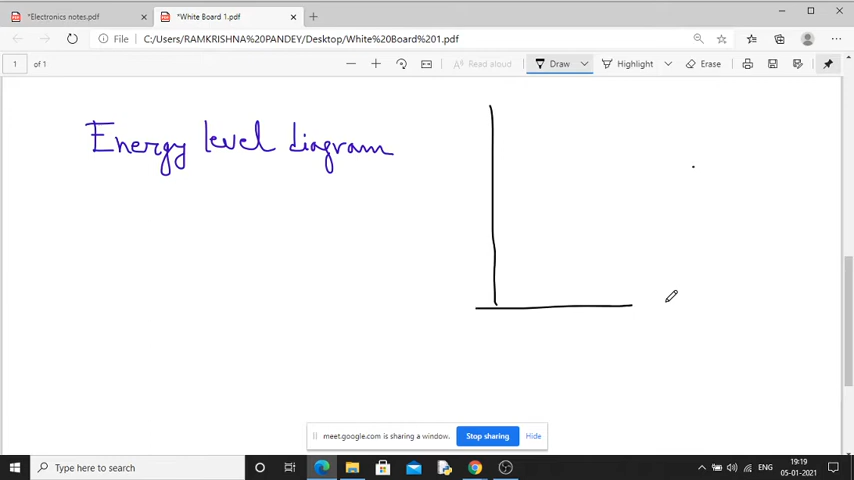 *Electronics notes.pdf
*White Board 1.pdf
File
C:/Users/RAMKRISHNA%20PANDEY/Desktop/White%20Board%201.pdf
1 of 1
Read aloud
Draw
Highlight
Erase
Energy level diagram
meet.google.com is sharing a window.
Stop sharing
Hide
Type here to search
ENG
19:19
05-01-2021